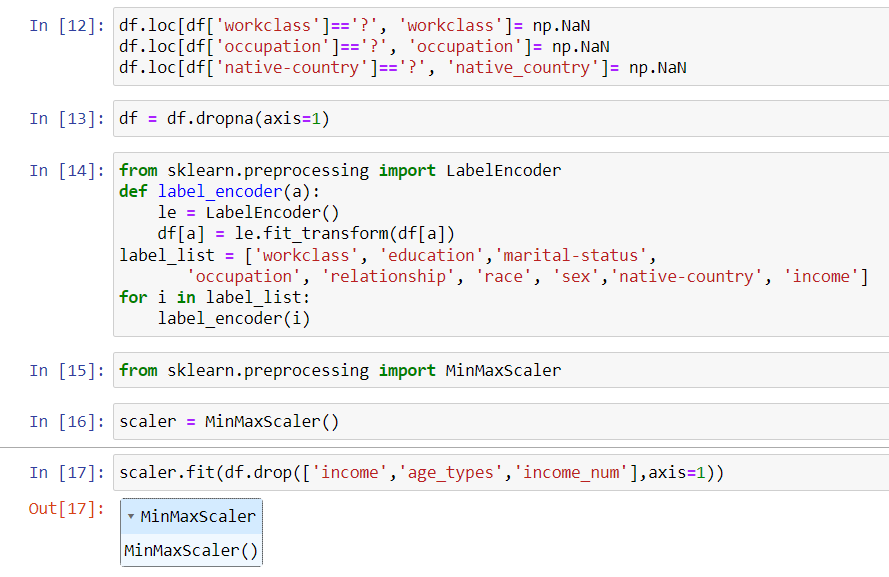 In [12]: df.loc[df['workclass']=='?', 'workclass']= np.NaN
df.loc[df['occupation']=='?', 'occupation']= np.NaN
df.loc[df['native-country']=='?', 'native_country']= np.NaN
In [13]: df = df.dropna(axis=1)
In [14]: from sklearn.preprocessing import LabelEncoder
def label_encoder(a):
    le = LabelEncoder()
    df[a] = le.fit_transform(df[a])
label_list = ['workclass', 'education','marital-status',
       'occupation', 'relationship', 'race', 'sex','native-country', 'income']
for i in label_list:
    label_encoder(i)
In [15]: from sklearn.preprocessing import MinMaxScaler
In [16]: scaler = MinMaxScaler()
In [17]: scaler.fit(df.drop(['income','age_types','income_num'],axis=1))
Out[17]: ▾ MinMaxScaler
MinMaxScaler()